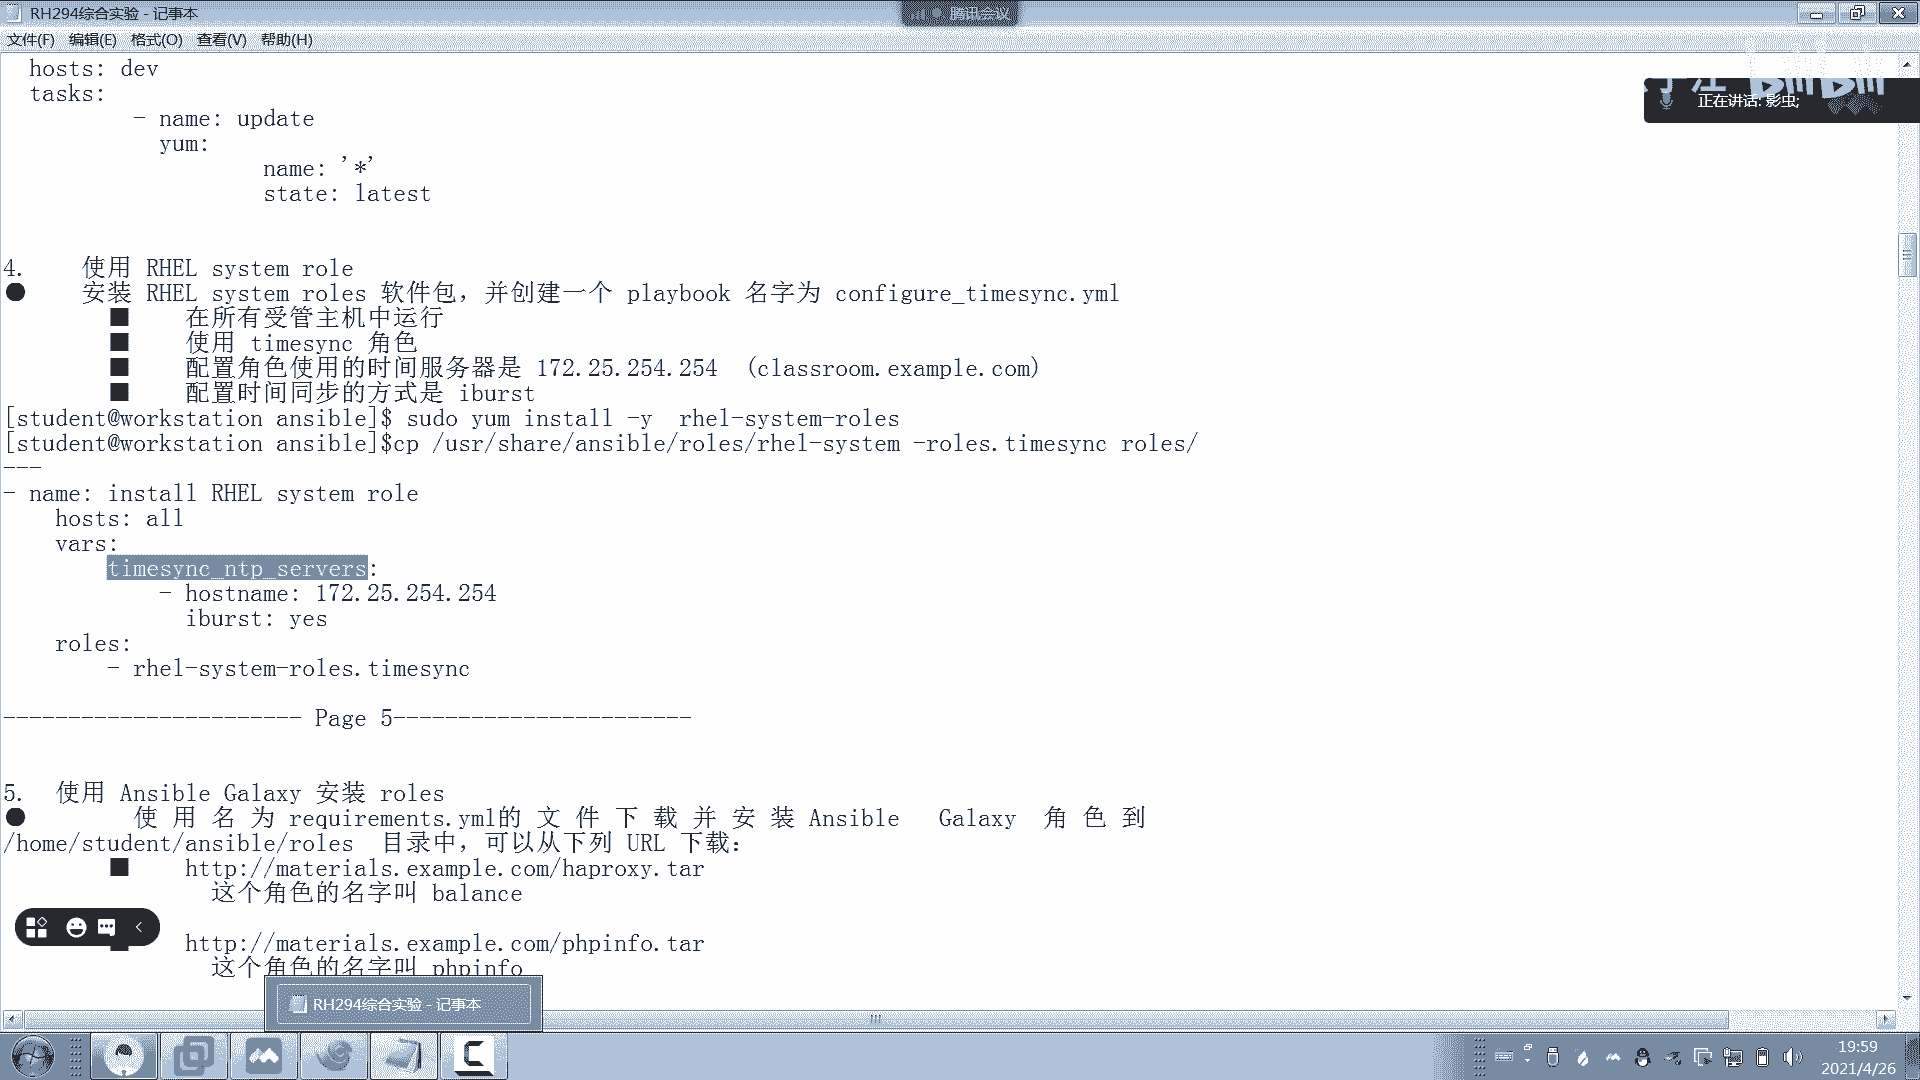 RH294综合实验 - 记事本
腾讯会议
文件(F) 编辑(E) 格式(O) 查看(V) 帮助(H)
正在讲话: 影虫;
hosts: dev
tasks:
- name: update
yum:
name: '*'
state: latest
4. 使用 RHEL system role
● 安装 RHEL system roles 软件包，并创建一个 playbook 名字为 configure_timesync.yml
■ 在所有受管主机中运行
■ 使用 timesync 角色
■ 配置角色使用的时间服务器是 172.25.254.254 （classroom.example.com）
■ 配置时间同步的方式是 iburst
[student@workstation ansible]$ sudo yum install -y rhel-system-roles
[student@workstation ansible]$cp /usr/share/ansible/roles/rhel-system -roles.timesync roles/
---
- name: install RHEL system role
hosts: all
vars:
timesync_ntp_servers:
- hostname: 172.25.254.254
iburst: yes
roles:
- rhel-system-roles.timesync
----------------------- Page 5-----------------------
5. 使用 Ansible Galaxy 安装 roles
● 使 用 名 为 requirements.yml的 文 件 下 载 并 安 装 Ansible Galaxy 角 色 到
/home/student/ansible/roles 目录中，可以从下列 URL 下载：
■ http://materials.example.com/haproxy.tar
这个角色的名字叫 balance
■ http://materials.example.com/phpinfo.tar
这个角色的名字叫 phpinfo
RH294综合实验 - 记事本
19:59
2021/4/26